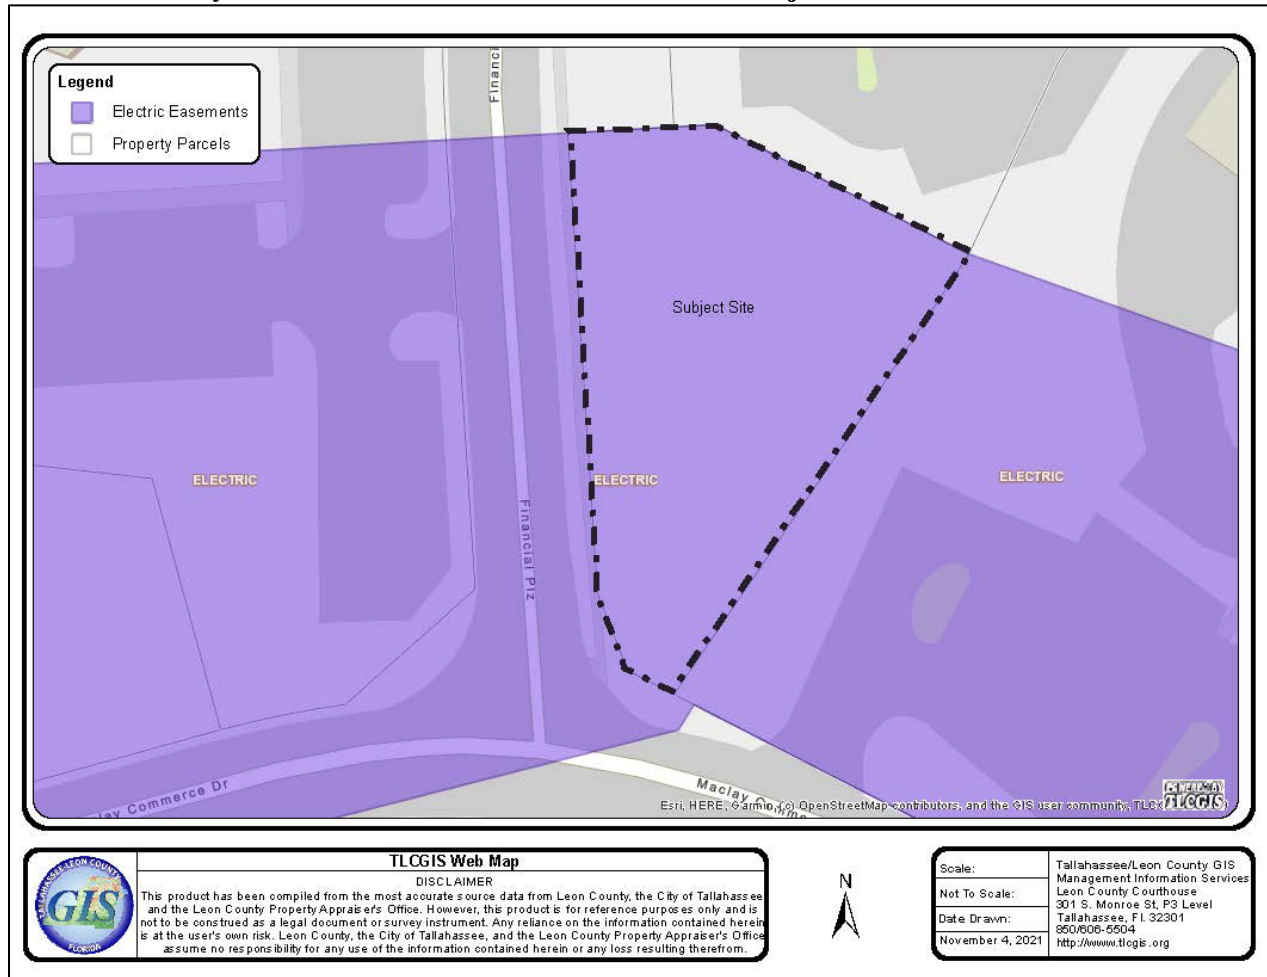 Legend
Electric Easements
Property Parcels
Financi
Subject Site
ELECTRIC
ELECTRIC
ELECTRIC
Financial Plz
lay Commerce Dr
Maclay
Esri, HERE, Garmin, (c) OpenStreetMap contributors, and the GIS user community,
POWERED BY
TLCGIS
TALLAHASSEE-LEON COUNTY
GIS
FLORIDA
TLCGIS Web Map
DISCLAIMER
This product has been compiled from the most accurate source data from Leon County, the City of Tallahassee
and the Leon County Property Appraiser's Office. However, this product is for reference purposes only and is
not to be construed as a legal document or survey instrument. Any reliance on the information contained herein
is at the user's own risk. Leon County, the City of Tallahassee, and the Leon County Property Appraiser's Office
assume no responsibility for any use of the information contained herein or any loss resulting therefrom.
N
Scale:
Not To Scale:
Date Drawn:
November 4, 2021
Tallahassee/Leon County GIS
Management Information Services
Leon County Courthouse
301 S. Monroe St, P3 Level
Tallahassee, Fl. 32301
850/606-5504
http://www.tlcgis.org